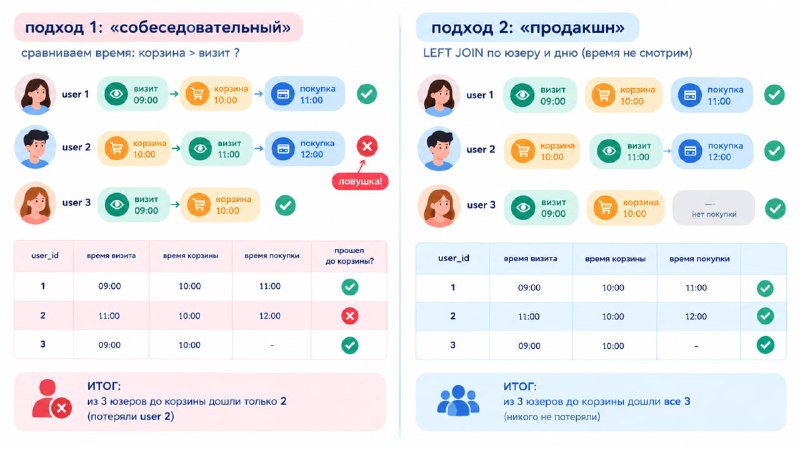 подход 1: «собеседовательный»
сравниваем время: корзина > визит ?
user 1
визит
09:00
корзина
10:00
покупка
11:00
user 2
корзина
10:00
визит
11:00
покупка
12:00
ловушка!
user 3
визит
09:00
корзина
10:00
user_id
время визита
время корзины
время покупки
прошел
до корзины?
1 09:00 10:00 11:00
2 11:00 10:00 12:00
3 09:00 10:00 -
ИТОГ:
из 3 юзеров до корзины дошли только 2
(потеряли user 2)
подход 2: «продакшн»
LEFT JOIN по юзеру и дню (время не смотрим)
user 1
визит
09:00
корзина
10:00
покупка
11:00
user 2
корзина
10:00
визит
11:00
покупка
12:00
user 3
визит
09:00
корзина
10:00
—
нет покупки
user_id
время визита
время корзины
время покупки
1 09:00 10:00 11:00
2 11:00 10:00 12:00
3 09:00 10:00 -
ИТОГ:
из 3 юзеров до корзины дошли все 3
(никого не потеряли)